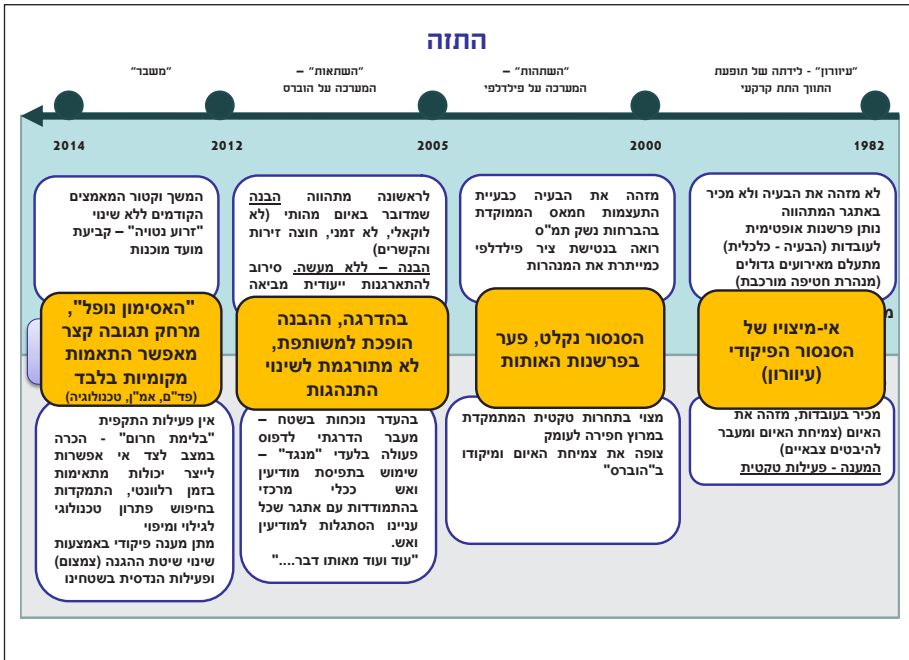 התזה
"עיוורון" - לידתה של תופעת
התווך התת קרקעי
"השתהות" –
המערכה על פילדלפי
"השתאות" –
המערכה על הוברס
"משבר"
1982
2000
2005
2012
2014
לא מזהה את הבעיה ולא מכיר
באתגר המתהווה
נותן פרשנות אופטימית
לעובדות (הבעיה - כלכלית)
מתעלם מאירועים גדולים
(מנהרת חטיפה מורכבת)
מזהה את הבעיה כבעיית
התעצמות חמאס הממוקדת
בהברחות נשק תמ"ס
רואה בנטישת ציר פילדלפי
כמייתרת את המנהרות
לראשונה מתהווה הבנה
שמדובר באיום מהותי (לא
לוקאלי, לא זמני, חוצה זירות
והקשרים)
הבנה – ללא מעשה. סירוב
להתארגנות ייעודית מביאה
המשך וקטור המאמצים
הקודמים ללא שינוי
"זרוע נטויה" – קביעת
מועד מוכנות
אי-מיצויו של
הסנסור הפיקודי
(עיוורון)
הסנסור נקלט, פער
בפרשנות האותות
בהדרגה, ההבנה
הופכת למשותפת,
לא מתורגמת לשינוי
התנהגות
"האסימון נופל",
מרחק תגובה קצר
מאפשר התאמות
מקומיות בלבד
(פד"ם, אמ"ן, טכנולוגיה)
מכיר בעובדות, מזהה את
האיום (צמיחת האיום ומעבר
להיבטים צבאיים)
המענה - פעילות טקטית
מצוי בתחרות טקטית המתמקדת
במרוץ חפירה לעומק
צופה את צמיחת האיום ומיקודו
ב"הוברס"
בהעדר נוכחות בשטח –
מעבר הדרגתי לדפוס
פעולה בלעדי "מנגד" –
שימוש בתפיסת מודיעין
ואש ככלי מרכזי
בהתמודדות עם אתגר שכל
עניינו הסתגלות למודיעין
ואש.
"עוד ועוד מאותו דבר...."
אין פעילות התקפית
"בלימת חרום" - הכרה
במצב לצד אי אפשרות
לייצר יכולות מתאימות
בזמן רלוונטי, התמקדות
בחיפוש פתרון טכנולוגי
לגילוי ומיפוי
מתן מענה פיקודי באמצעות
שינוי שיטת ההגנה (צמצום)
ופעילות הנדסית בשטחינו